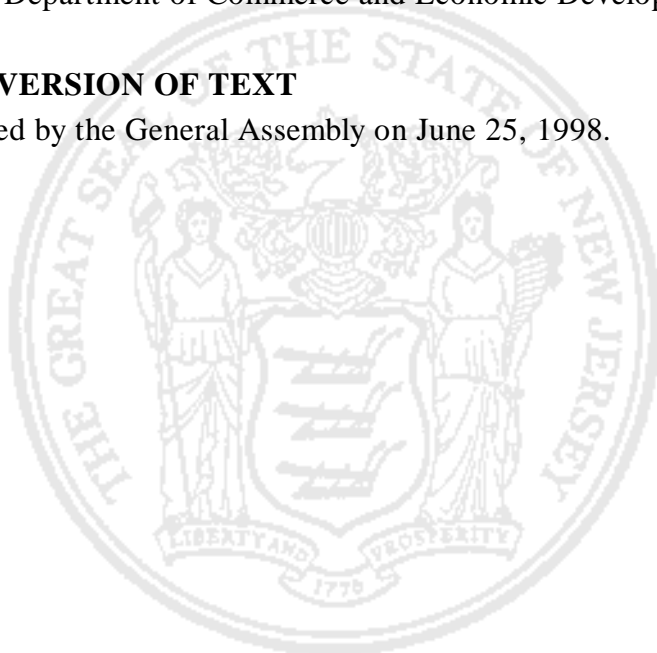 Department of Commerce and Economic Develop
VERSION OF TEXT
ed by the General Assembly on June 25, 1998.
THE GREAT SEAL OF THE STATE OF NEW JERSEY
LIBERTY AND PROSPERITY
1776